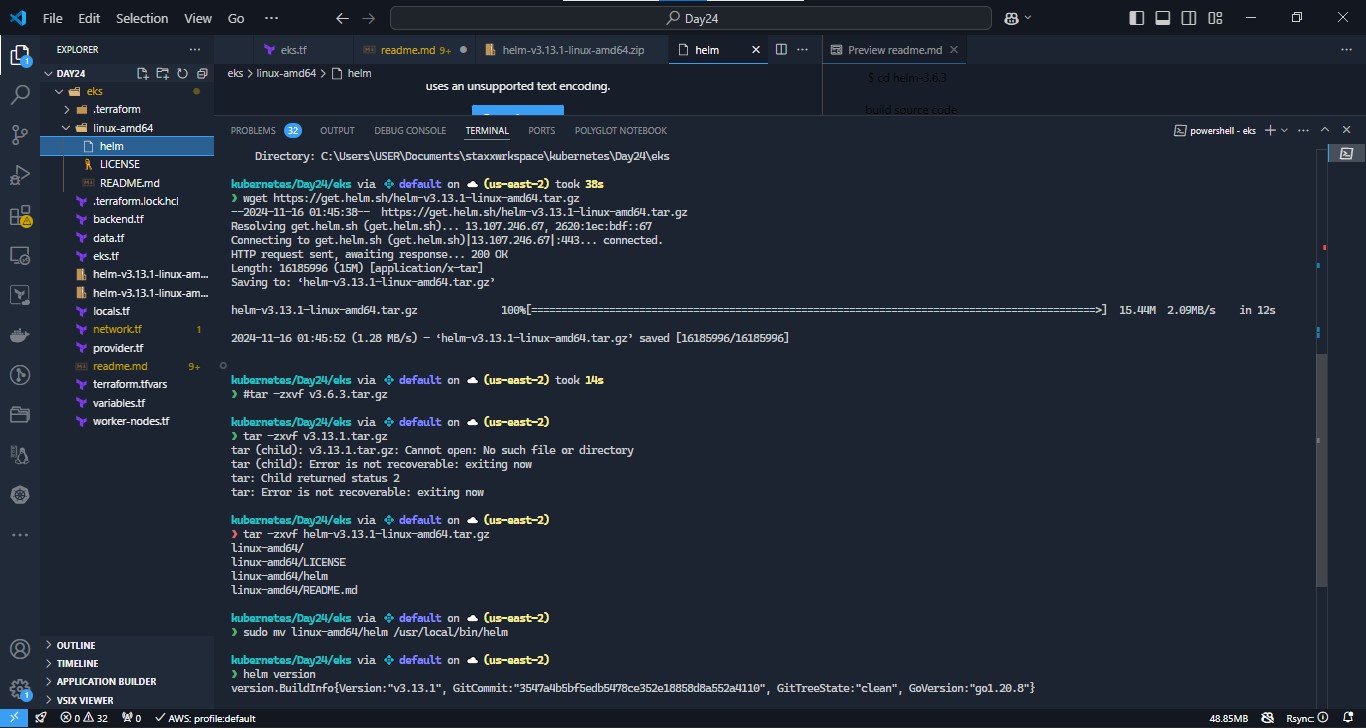 File Edit Selection View Go ··· Day24
EXPLORER ···
eks.tf readme.md 9+ helm-v3.13.1-linux-amd64.zip helm Preview readme.md ···
DAY24
eks
.terraform
linux-amd64
helm
LICENSE
README.md
.terraform.lock.hcl
backend.tf
data.tf
eks.tf
helm-v3.13.1-linux-am...
helm-v3.13.1-linux-am...
locals.tf
network.tf 1
provider.tf
readme.md 9+
terraform.tfvars
variables.tf
worker-nodes.tf
OUTLINE
TIMELINE
APPLICATION BUILDER
VSIX VIEWER
eks > linux-amd64 > helm
uses an unsupported text encoding.
$ cd helm-3.6.3
build source code
PROBLEMS 32 OUTPUT DEBUG CONSOLE TERMINAL PORTS POLYGLOT NOTEBOOK powershell - eks
Directory: C:\Users\USER\Documents\staxxwrkspace\kubernetes\Day24\eks
kubernetes/Day24/eks via default on (us-east-2) took 38s
❯ wget https://get.helm.sh/helm-v3.13.1-linux-amd64.tar.gz
--2024-11-16 01:45:38-- https://get.helm.sh/helm-v3.13.1-linux-amd64.tar.gz
Resolving get.helm.sh (get.helm.sh)... 13.107.246.67, 2620:1ec:bdf::67
Connecting to get.helm.sh (get.helm.sh)|13.107.246.67|:443... connected.
HTTP request sent, awaiting response... 200 OK
Length: 16185996 (15M) [application/x-tar]
Saving to: ‘helm-v3.13.1-linux-amd64.tar.gz’
helm-v3.13.1-linux-amd64.tar.gz 100%[==============================================================================================>] 15.44M 2.09MB/s in 12s
2024-11-16 01:45:52 (1.28 MB/s) - ‘helm-v3.13.1-linux-amd64.tar.gz’ saved [16185996/16185996]
kubernetes/Day24/eks via default on (us-east-2) took 14s
❯ #tar -zxvf v3.6.3.tar.gz
kubernetes/Day24/eks via default on (us-east-2)
❯ tar -zxvf v3.13.1.tar.gz
tar (child): v3.13.1.tar.gz: Cannot open: No such file or directory
tar (child): Error is not recoverable: exiting now
tar: Child returned status 2
tar: Error is not recoverable: exiting now
kubernetes/Day24/eks via default on (us-east-2)
❯ tar -zxvf helm-v3.13.1-linux-amd64.tar.gz
linux-amd64/
linux-amd64/LICENSE
linux-amd64/helm
linux-amd64/README.md
kubernetes/Day24/eks via default on (us-east-2)
❯ sudo mv linux-amd64/helm /usr/local/bin/helm
kubernetes/Day24/eks via default on (us-east-2)
❯ helm version
version.BuildInfo{Version:"v3.13.1", GitCommit:"3547a4b5bf5edb5478ce352e18858d8a552a4110", GitTreeState:"clean", GoVersion:"go1.20.8"}
0 32 0 AWS: profile:default 48.85MB Rsync: